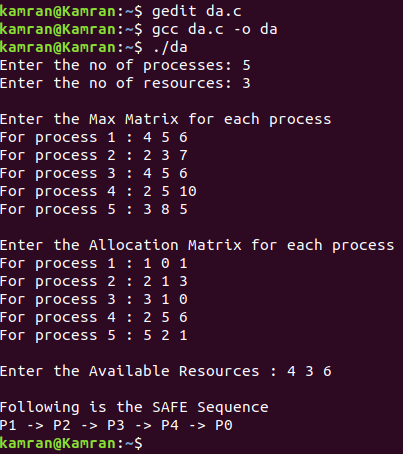 kamran@Kamran:~$ gedit da.c
kamran@Kamran:~$ gcc da.c -o da
kamran@Kamran:~$ ./da
Enter the no of processes: 5
Enter the no of resources: 3
Enter the Max Matrix for each process
For process 1 : 4 5 6
For process 2 : 2 3 7
For process 3 : 4 5 6
For process 4 : 2 5 10
For process 5 : 3 8 5
Enter the Allocation Matrix for each process
For process 1 : 1 0 1
For process 2 : 2 1 3
For process 3 : 3 1 0
For process 4 : 2 5 6
For process 5 : 5 2 1
Enter the Available Resources : 4 3 6
Following is the SAFE Sequence
P1 -> P2 -> P3 -> P4 -> P0
kamran@Kamran:~$